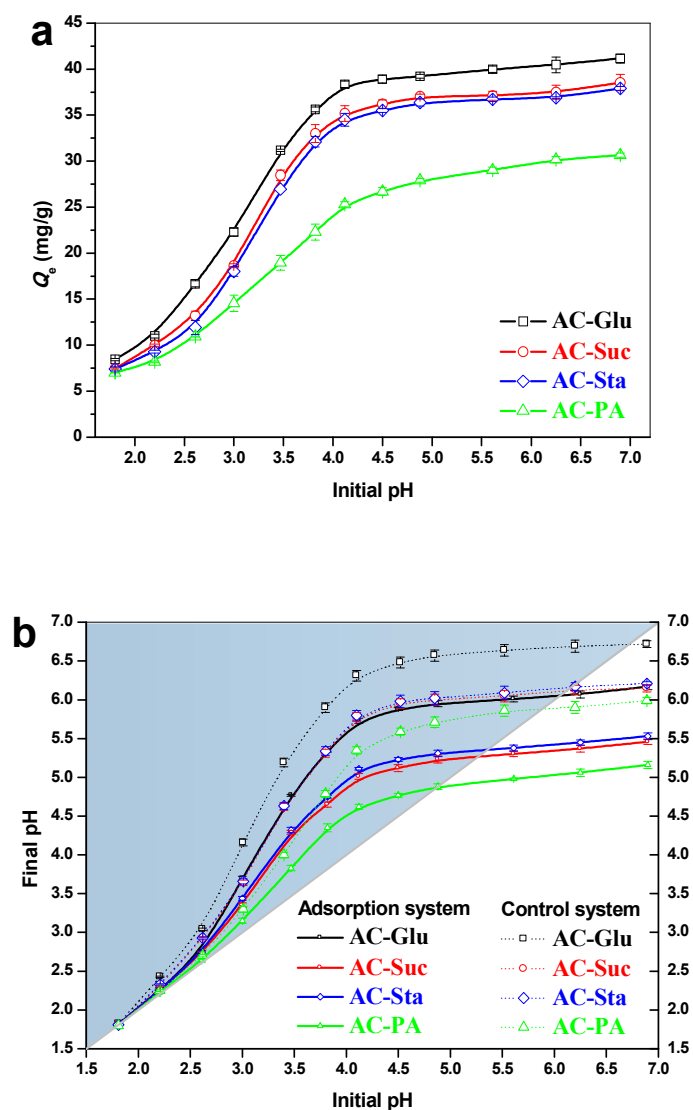 a
45
40
35
30
25
20
15
10
5
0
Qe (mg/g)
AC-Glu
AC-Suc
AC-Sta
AC-PA
2.0 2.5 3.0 3.5 4.0 4.5 5.0 5.5 6.0 6.5 7.0
Initial pH
b
7.0 7.0
6.5 6.5
6.0 6.0
5.5 5.5
5.0 5.0
4.5 4.5
4.0 4.0
3.5 3.5
3.0 3.0
2.5 2.5
2.0 2.0
1.5 1.5
Final pH
Adsorption system Control system
AC-Glu AC-Glu
AC-Suc AC-Suc
AC-Sta AC-Sta
AC-PA AC-PA
1.5 2.0 2.5 3.0 3.5 4.0 4.5 5.0 5.5 6.0 6.5 7.0
Initial pH